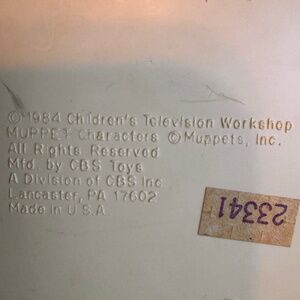 ©1984 Children's Television Workshop
MUPPET Characters ©Muppets, Inc.
All Rights Reserved
Mfd. by CBS Toys
A Division of CBS Inc.
Lancaster, PA 17602
Made in U.S.A.
23341